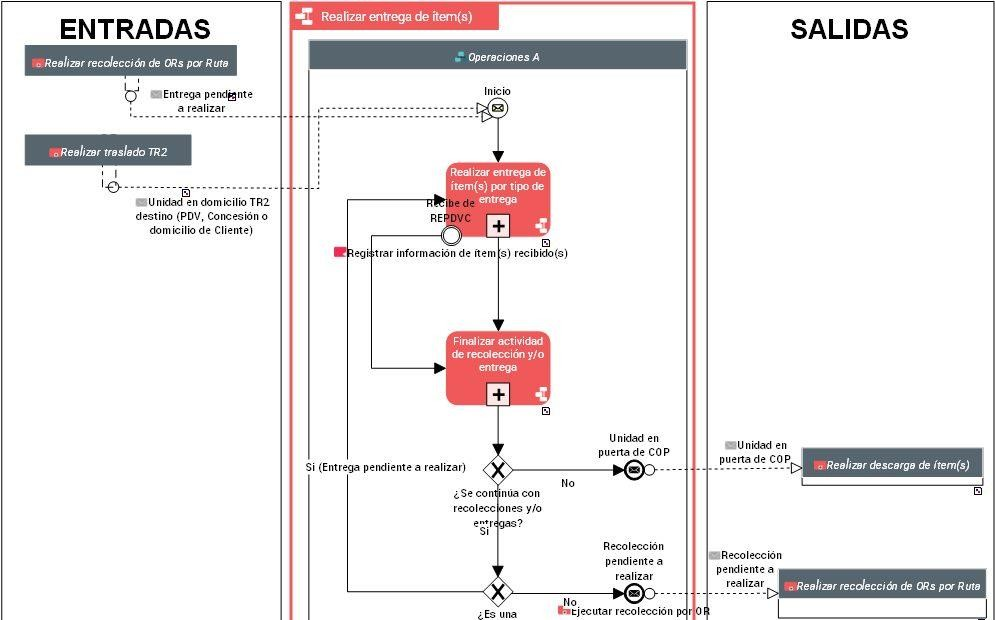 ENTRADAS
Realizar recolección de ORs por Ruta
Entrega pendiente
a realizar
Realizar traslado TR2
Unidad en domicilio TR2
destino (PDV, Concesión o
domicilio de Cliente)
Realizar entrega de ítem(s)
Operaciones A
Inicio
Realizar entrega de
ítem(s) por tipo de
entrega
Recibe de
REPDVC
Registrar información de ítem(s) recibido(s)
Finalizar actividad
de recolección y/o
entrega
Si (Entrega pendiente a realizar)
¿Se continúa con
recolecciones y/o
entregas?
Si
No
Unidad en
puerta de COP
Recolección
pendiente a
realizar
No
Ejecutar recolección por OR
¿Es una
SALIDAS
Unidad en
puerta de COP
Realizar descarga de ítem(s)
Recolección
pendiente a
realizar
Realizar recolección de ORs por Ruta